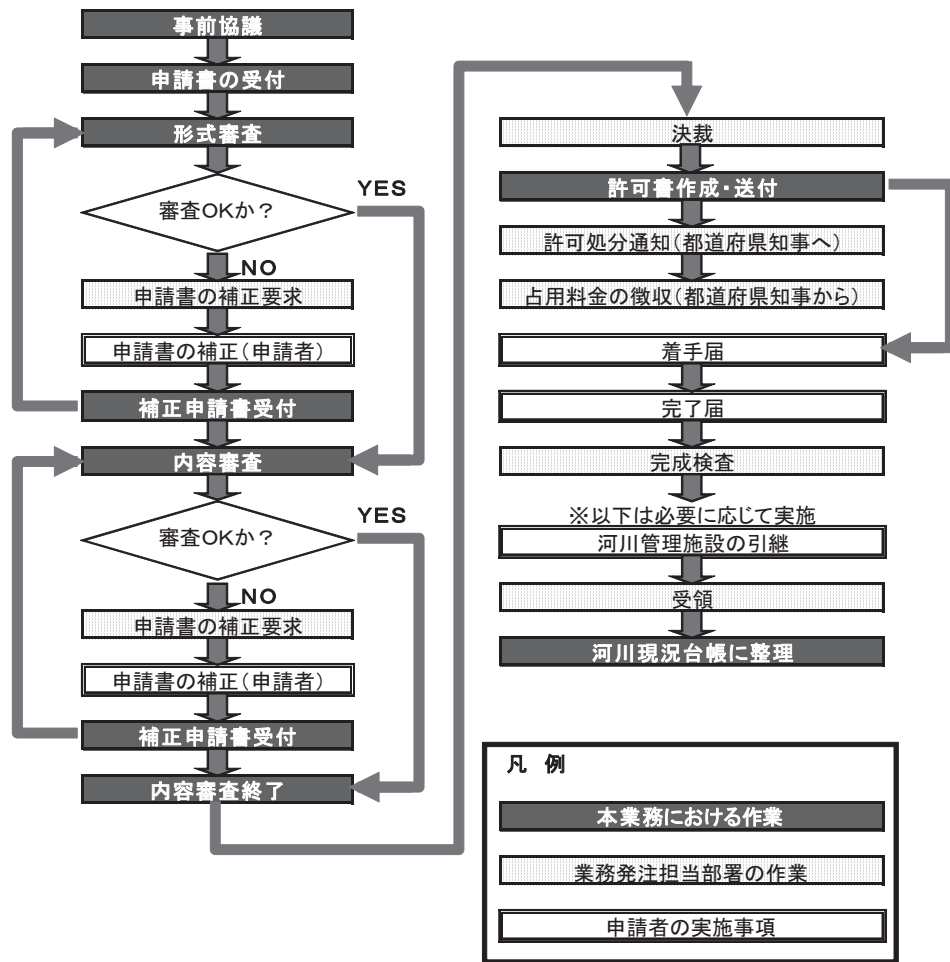 事前協議
申請書の受付
形式審査
審査OKか？
YES
NO
申請書の補正要求
申請書の補正（申請者）
補正申請書受付
内容審査
審査OKか？
YES
NO
申請書の補正要求
申請書の補正（申請者）
補正申請書受付
内容審査終了
決裁
許可書作成・送付
許可処分通知（都道府県知事へ）
占用料金の徴収（都道府県知事から）
着手届
完了届
完成検査
※以下は必要に応じて実施
河川管理施設の引継
受領
河川現況台帳に整理
凡 例
本業務における作業
業務発注担当部署の作業
申請者の実施事項